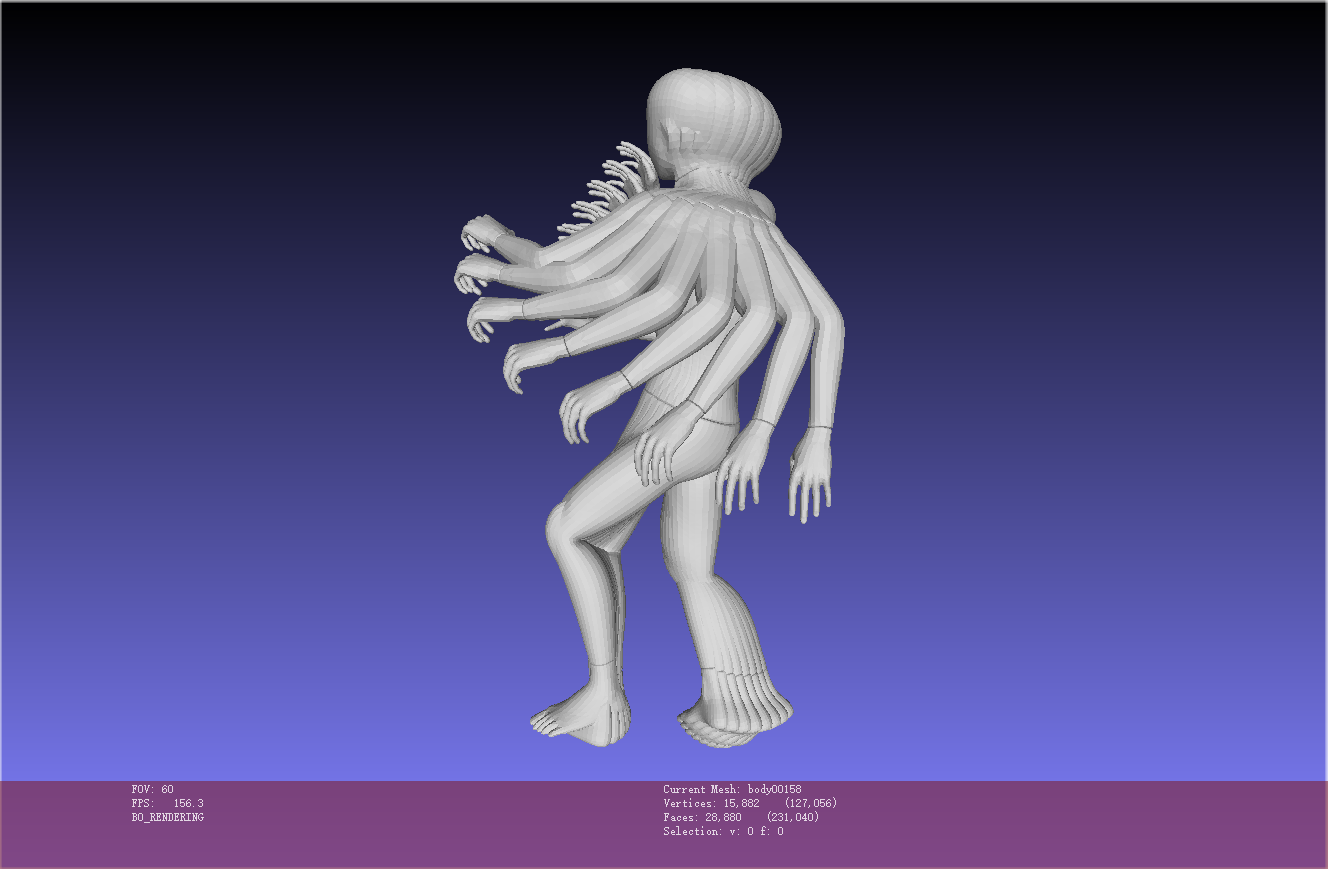 FOV: 60
FPS: 156.3
BO_RENDERING
Current Mesh: body00158
Vertices: 15,882 (127,056)
Faces: 28,880 (231,040)
Selection: v: 0 f: 0